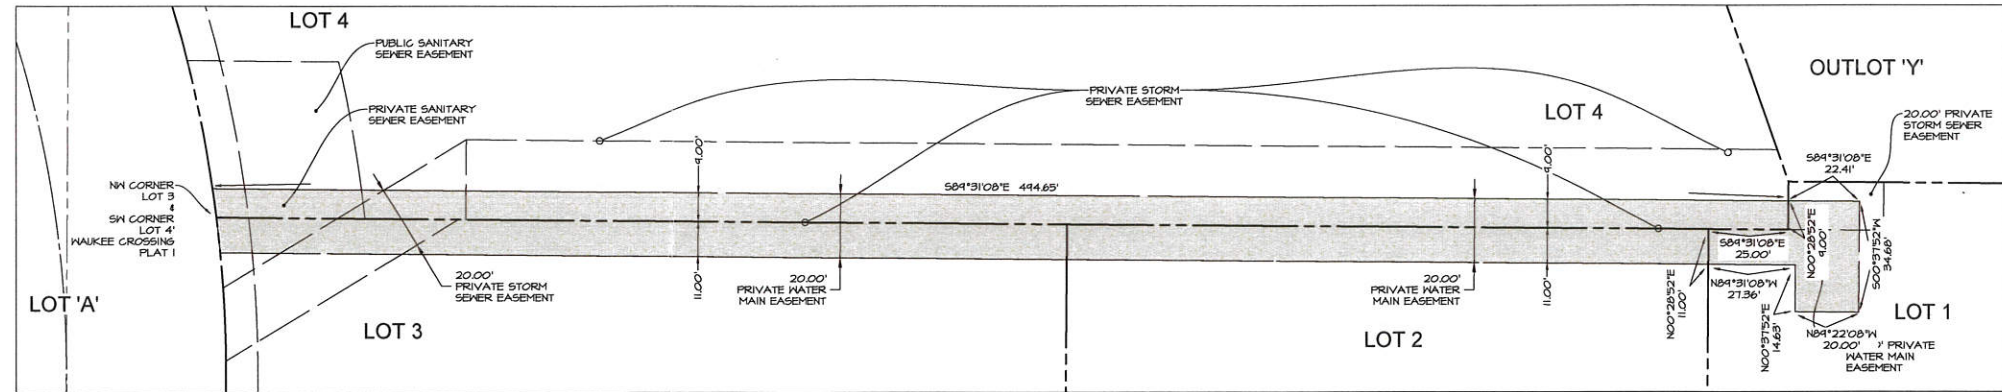 LOT 4
PUBLIC SANITARY
SEWER EASEMENT
PRIVATE SANITARY
SEWER EASEMENT
PRIVATE STORM
SEWER EASEMENT
LOT 4
OUTLOT 'Y'
20.00' PRIVATE
STORM SEWER
EASEMENT
S89°31'08"E
22.41'
9.00'
9.00'
NW CORNER
LOT 3
&
SW CORNER
LOT 4'
WAUKEE CROSSING
PLAT 1
S89°31'08"E 494.65'
N00°28'52"E
9.00'
S00°37'52"W
34.68'
S89°31'08"E
25.00'
20.00'
PRIVATE STORM
SEWER EASEMENT
11.00'
20.00'
PRIVATE WATER
MAIN EASEMENT
20.00'
PRIVATE WATER
MAIN EASEMENT
11.00'
N00°28'52"E
11.00'
N89°31'08"W
27.36'
N00°37'52"E
14.63'
N89°22'08"W
20.00' ' PRIVATE
WATER MAIN
EASEMENT
LOT 'A'
LOT 3
LOT 2
LOT 1